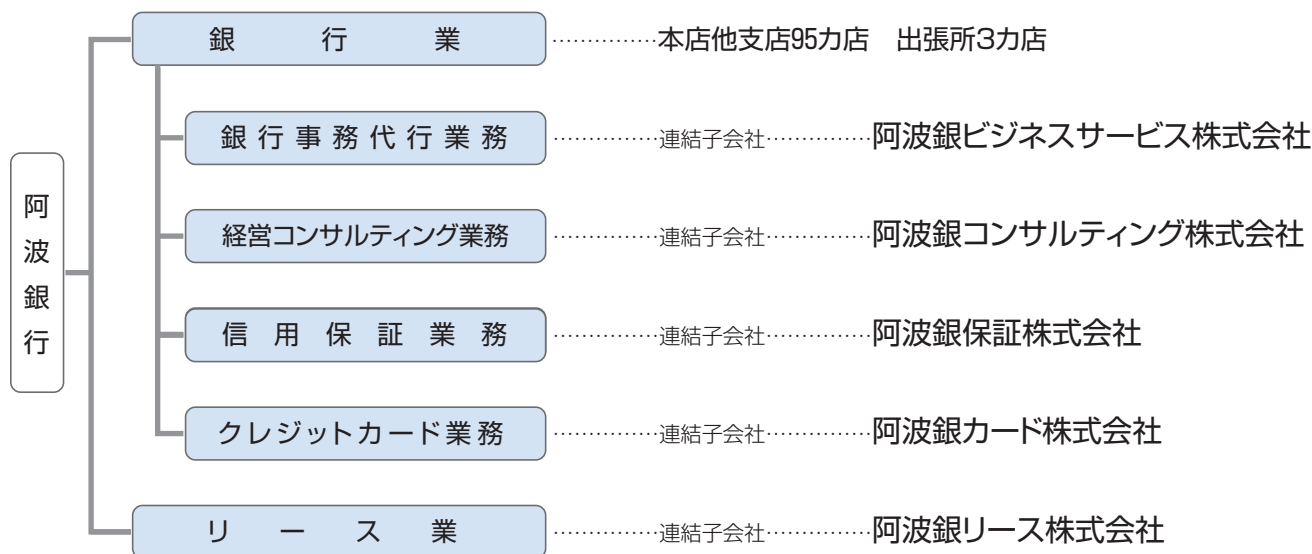 阿波銀行
銀行業……………本店他支店95カ店　出張所3カ店
銀行事務代行業務……………連結子会社……………阿波銀ビジネスサービス株式会社
経営コンサルティング業務……………連結子会社……………阿波銀コンサルティング株式会社
信用保証業務……………連結子会社……………阿波銀保証株式会社
クレジットカード業務……………連結子会社……………阿波銀カード株式会社
リース業……………連結子会社……………阿波銀リース株式会社